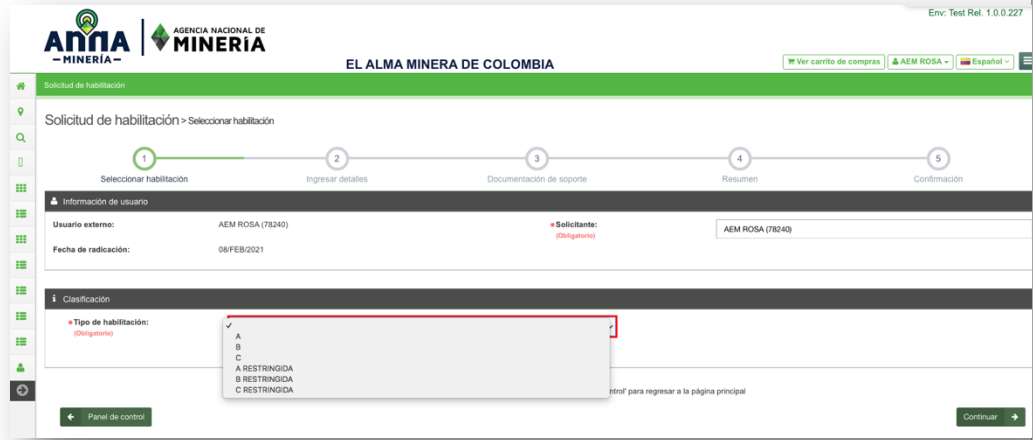 Env: Test Rel. 1.0.0.227
AnnA
– MINERÍA –
AGENCIA NACIONAL DE
MINERÍA
EL ALMA MINERA DE COLOMBIA
Ver carrito de compras
AEM ROSA
Español
Solicitud de habilitación
Solicitud de habilitación > Seleccionar habilitación
1
2
3
4
5
Seleccionar habilitación
Ingresar detalles
Documentación de soporte
Resumen
Confirmación
Información de usuario
Usuario externo:
AEM ROSA (78240)
Solicitante:
(Obligatorio)
AEM ROSA (78240)
Fecha de radicación:
08/FEB/2021
Clasificación
Tipo de habilitación:
(Obligatorio)
A
B
C
A RESTRINGIDA
B RESTRINGIDA
C RESTRINGIDA
ntrol' para regresar a la página principal
Panel de control
Continuar